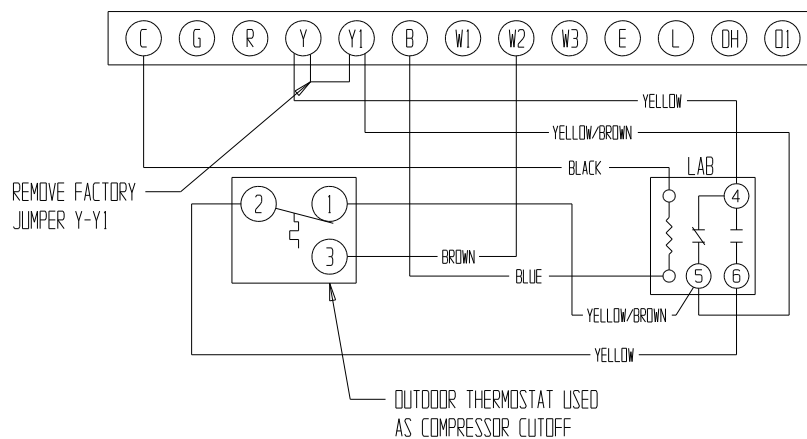 C G R Y Y1 B W1 W2 W3 E L DH O1
YELLOW
YELLOW/BROWN
BLACK
LAB
REMOVE FACTORY
JUMPER Y-Y1
2 1
4
3
BROWN
BLUE
5 6
YELLOW/BROWN
YELLOW
OUTDOOR THERMOSTAT USED
AS COMPRESSOR CUTOFF